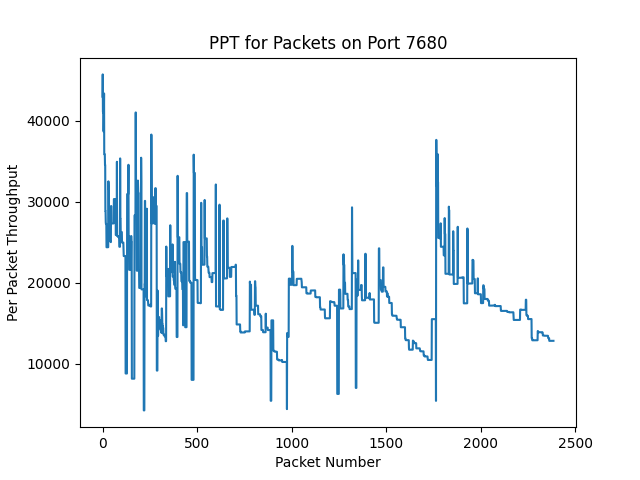 PPT for Packets on Port 7680
Per Packet Throughput
40000
30000
20000
10000
0 500 1000 1500 2000 2500
Packet Number